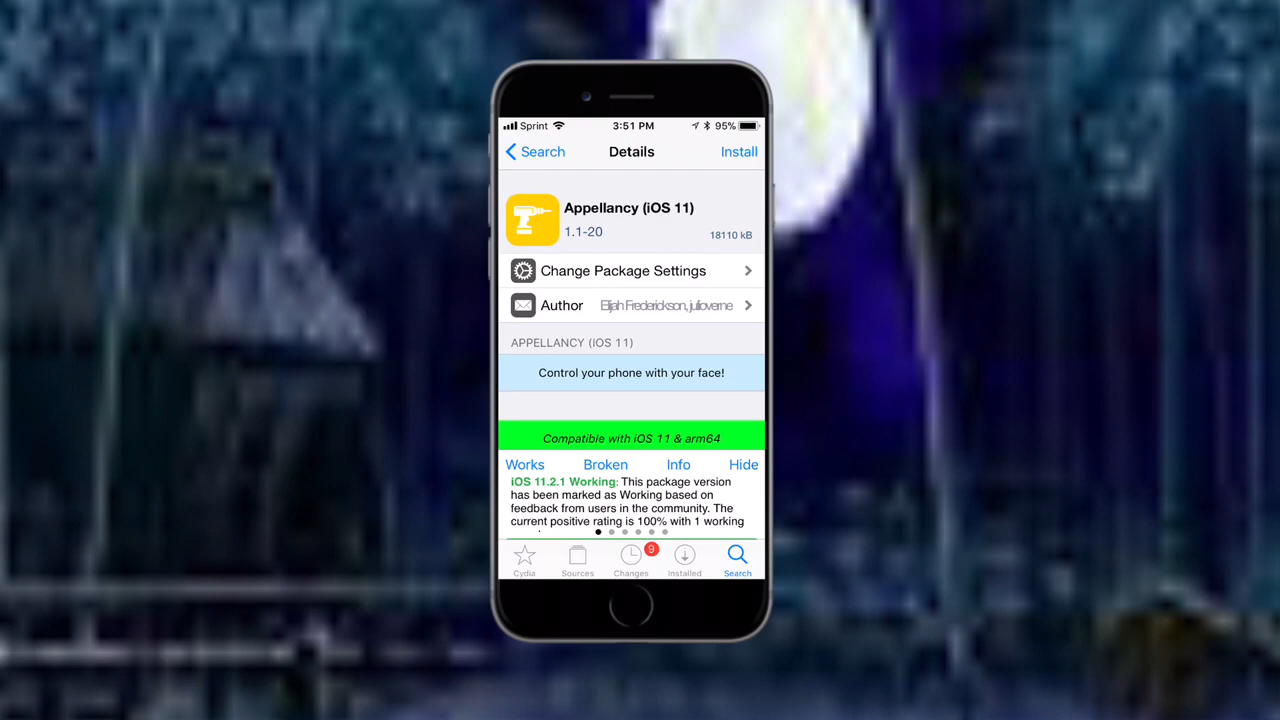 Sprint 3:51 PM 95%
Search Details Install
Appellancy (iOS 11)
1.1-20 18110 kB
Change Package Settings
Author Elijah Frederickson, julioverne
APPELLANCY (IOS 11)
Control your phone with your face!
Compatible with iOS 11 & arm64
Works Broken Info Hide
iOS 11.2.1 Working: This package version
has been marked as Working based on
feedback from users in the community. The
current positive rating is 100% with 1 working
9
Cydia Sources Changes Installed Search